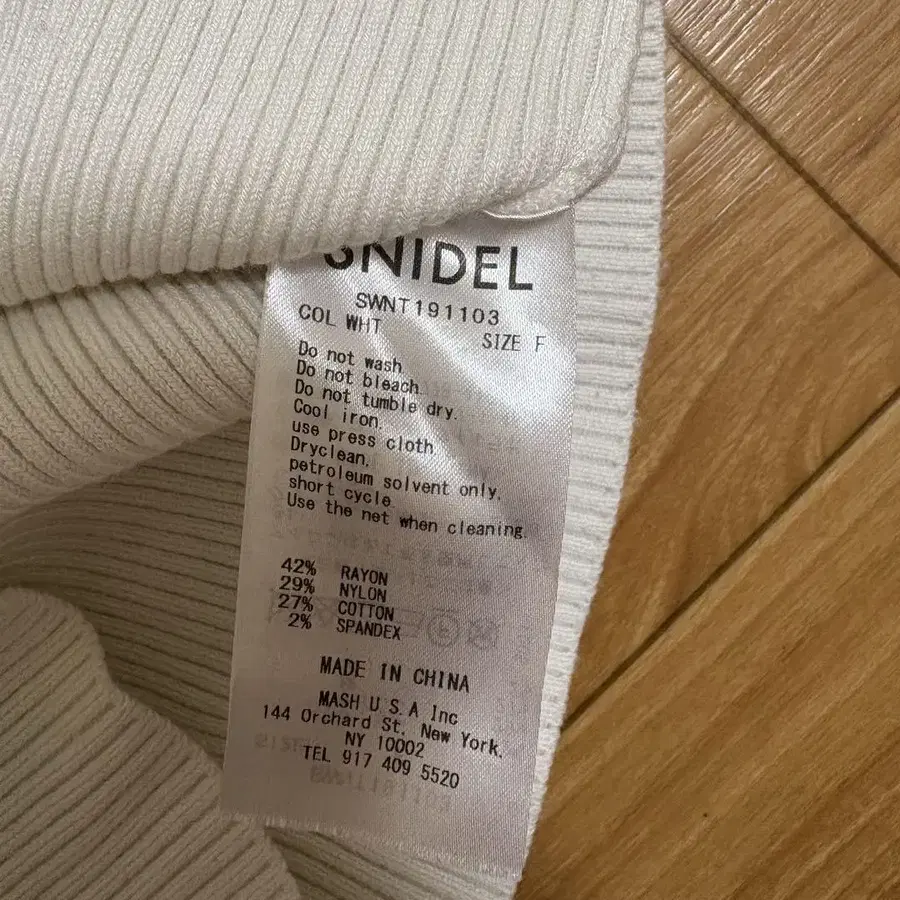 SNIDEL
SWNT191103
COL WHT
SIZE F
Do not wash
Do not bleach
Do not tumble dry.
Cool iron.
use press cloth
Dryclean.
petroleum solvent only.
short cycle
Use the net when cleaning.
42% RAYON
29% NYLON
27% COTTON
2% SPANDEX
MADE IN CHINA
MASH U.S.A Inc
144 Orchard St. New York.
NY 10002
TEL 917 409 5520